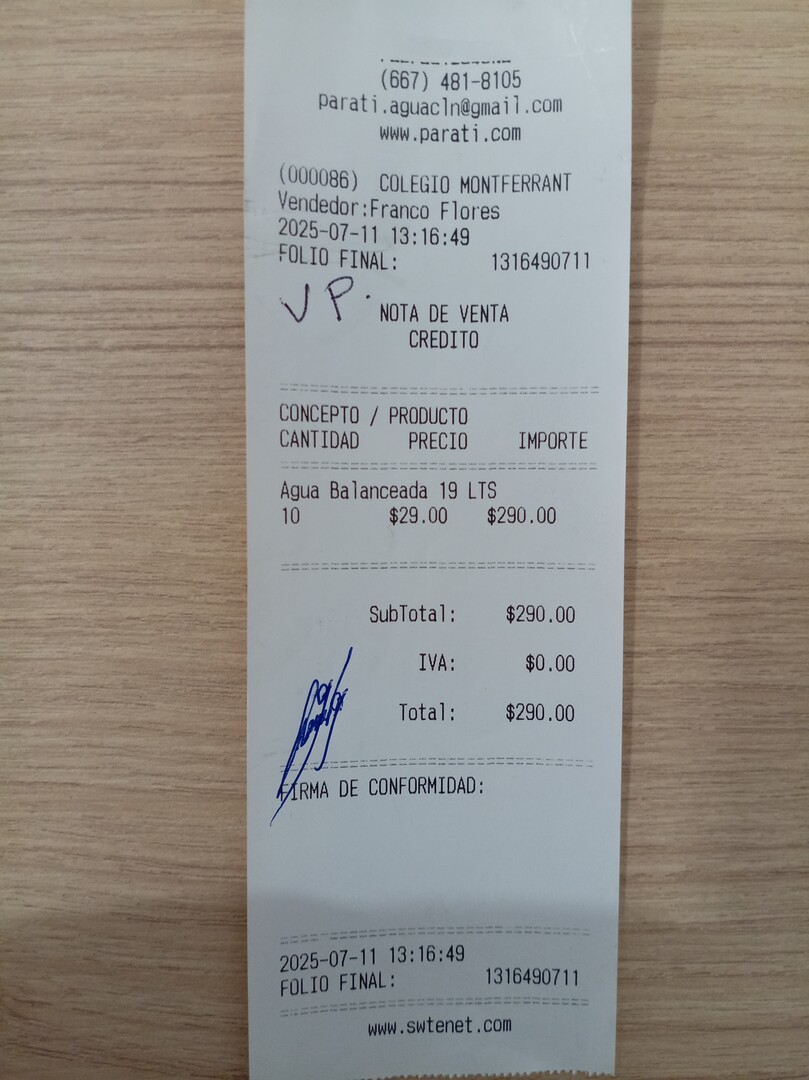 (667) 481-8105
parati.aguacln@gmail.com
www.parati.com
(000086) COLEGIO MONTFERRANT
Vendedor:Franco Flores
2025-07-11 13:16:49
FOLIO FINAL: 1316490711
VP.
NOTA DE VENTA
CREDITO
CONCEPTO / PRODUCTO
CANTIDAD PRECIO IMPORTE
Agua Balanceada 19 LTS
10 $29.00 $290.00
SubTotal: $290.00
IVA: $0.00
Total: $290.00
FIRMA DE CONFORMIDAD:
2025-07-11 13:16:49
FOLIO FINAL: 1316490711
www.swtenet.com